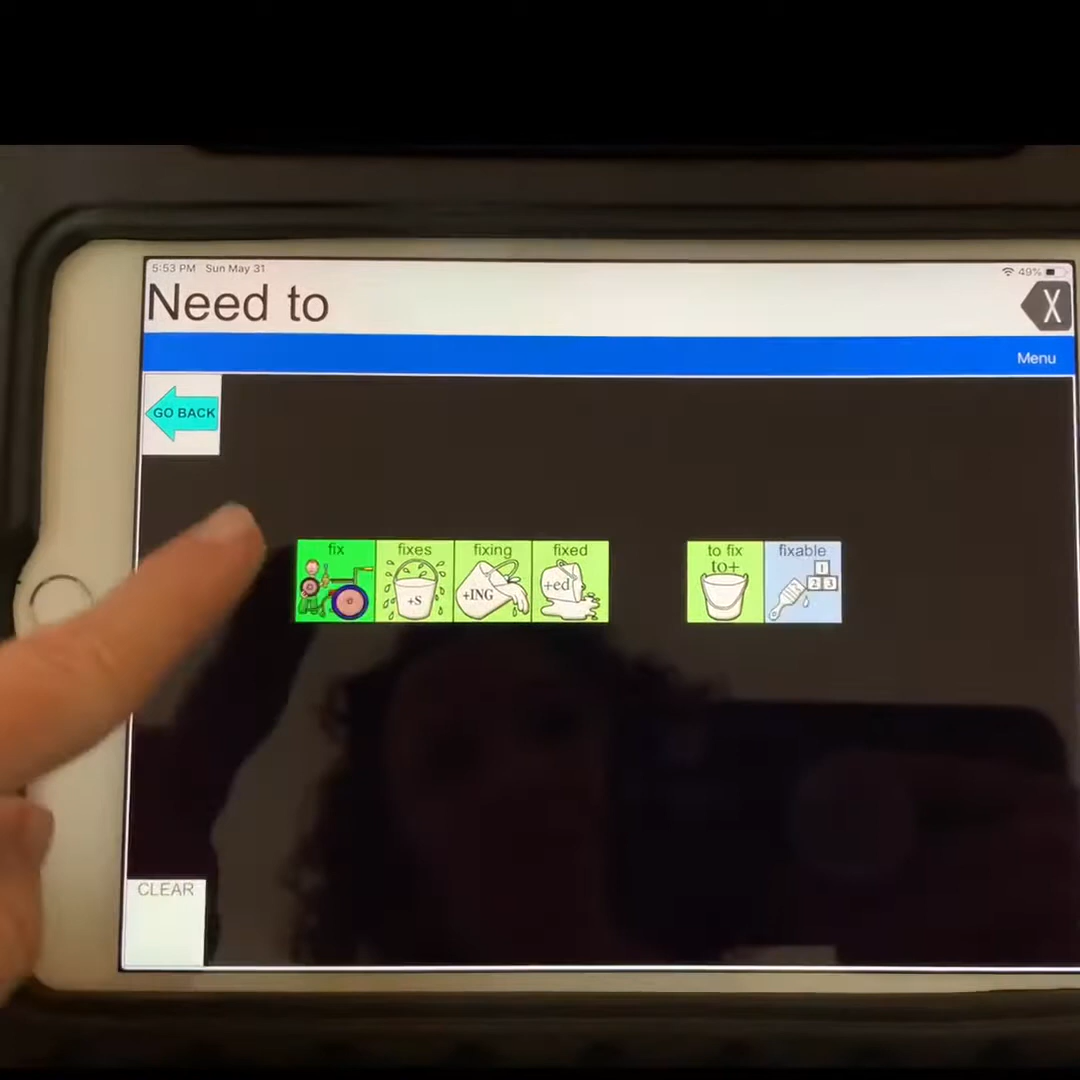 5:53 PM Sun May 31
49%
Need to
X
Menu
GO BACK
fix
fixes
+S
fixing
+ING
fixed
+ed
to fix
to+
fixable
1
2 3
CLEAR